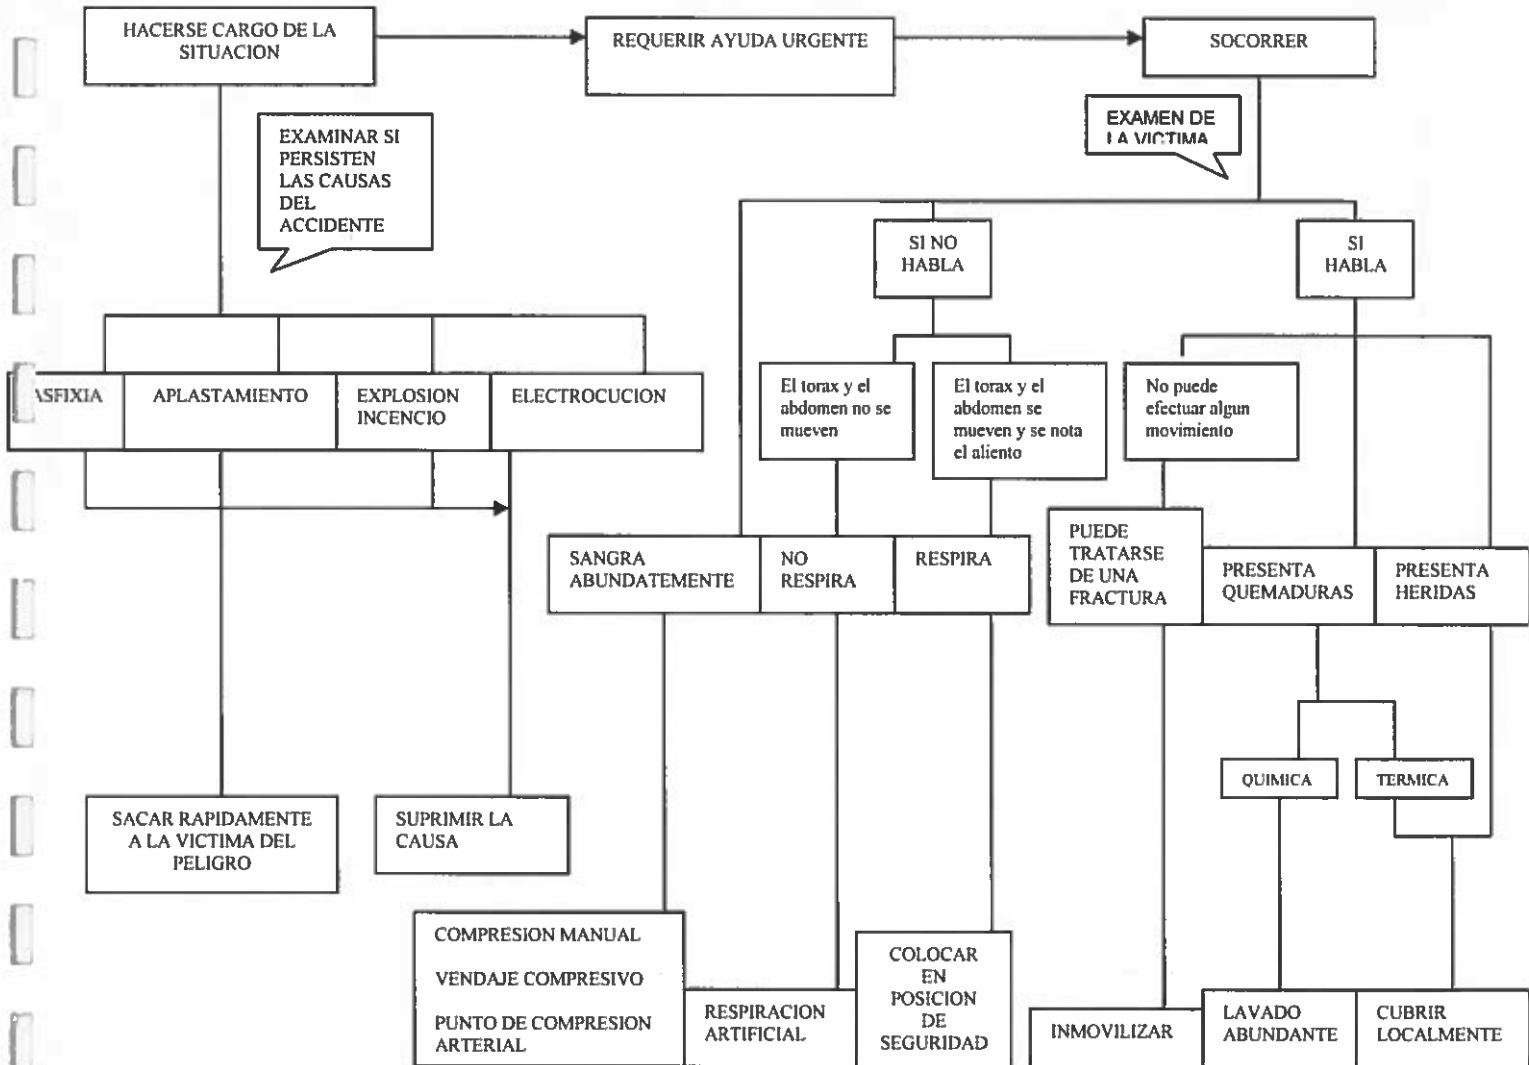 HACERSE CARGO DE LA
SITUACION
REQUERIR AYUDA URGENTE
SOCORRER
EXAMINAR SI
PERSISTEN
LAS CAUSAS
DEL
ACCIDENTE
EXAMEN DE
LA VICTIMA
SI NO
HABLA
SI
HABLA
ASFIXIA
APLASTAMIENTO
EXPLOSION
INCENCIO
ELECTROCUCION
El torax y el
abdomen no se
mueven
El torax y el
abdomen se
mueven y se nota
el aliento
No puede
efectuar algun
movimiento
SANGRA
ABUNDATEMENTE
NO
RESPIRA
RESPIRA
PUEDE
TRATARSE
DE UNA
FRACTURA
PRESENTA
QUEMADURAS
PRESENTA
HERIDAS
QUIMICA
TERMICA
SACAR RAPIDAMENTE
A LA VICTIMA DEL
PELIGRO
SUPRIMIR LA
CAUSA
COMPRESION MANUAL
VENDAJE COMPRESIVO
PUNTO DE COMPRESION
ARTERIAL
RESPIRACION
ARTIFICIAL
COLOCAR
EN
POSICION
DE
SEGURIDAD
INMOVILIZAR
LAVADO
ABUNDANTE
CUBRIR
LOCALMENTE